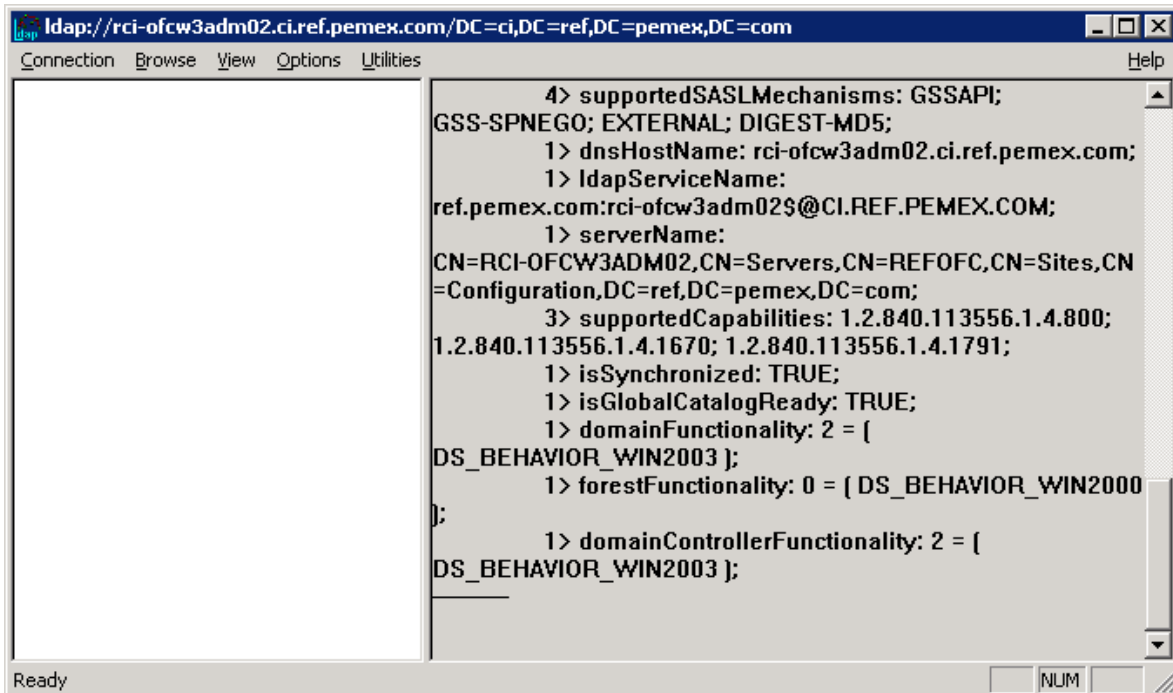 ldap://rci-ofcw3adm02.ci.ref.pemex.com/DC=ci,DC=ref,DC=pemex,DC=com
Connection Browse View Options Utilities Help
4> supportedSASLMechanisms: GSSAPI;
GSS-SPNEGO; EXTERNAL; DIGEST-MD5;
1> dnsHostName: rci-ofcw3adm02.ci.ref.pemex.com;
1> ldapServiceName:
ref.pemex.com:rci-ofcw3adm02$@CI.REF.PEMEX.COM;
1> serverName:
CN=RCI-OFCW3ADM02,CN=Servers,CN=REFOFC,CN=Sites,CN
=Configuration,DC=ref,DC=pemex,DC=com;
3> supportedCapabilities: 1.2.840.113556.1.4.800;
1.2.840.113556.1.4.1670; 1.2.840.113556.1.4.1791;
1> isSynchronized: TRUE;
1> isGlobalCatalogReady: TRUE;
1> domainFunctionality: 2 = (
DS_BEHAVIOR_WIN2003 );
1> forestFunctionality: 0 = ( DS_BEHAVIOR_WIN2000
);
1> domainControllerFunctionality: 2 = (
DS_BEHAVIOR_WIN2003 );
Ready NUM